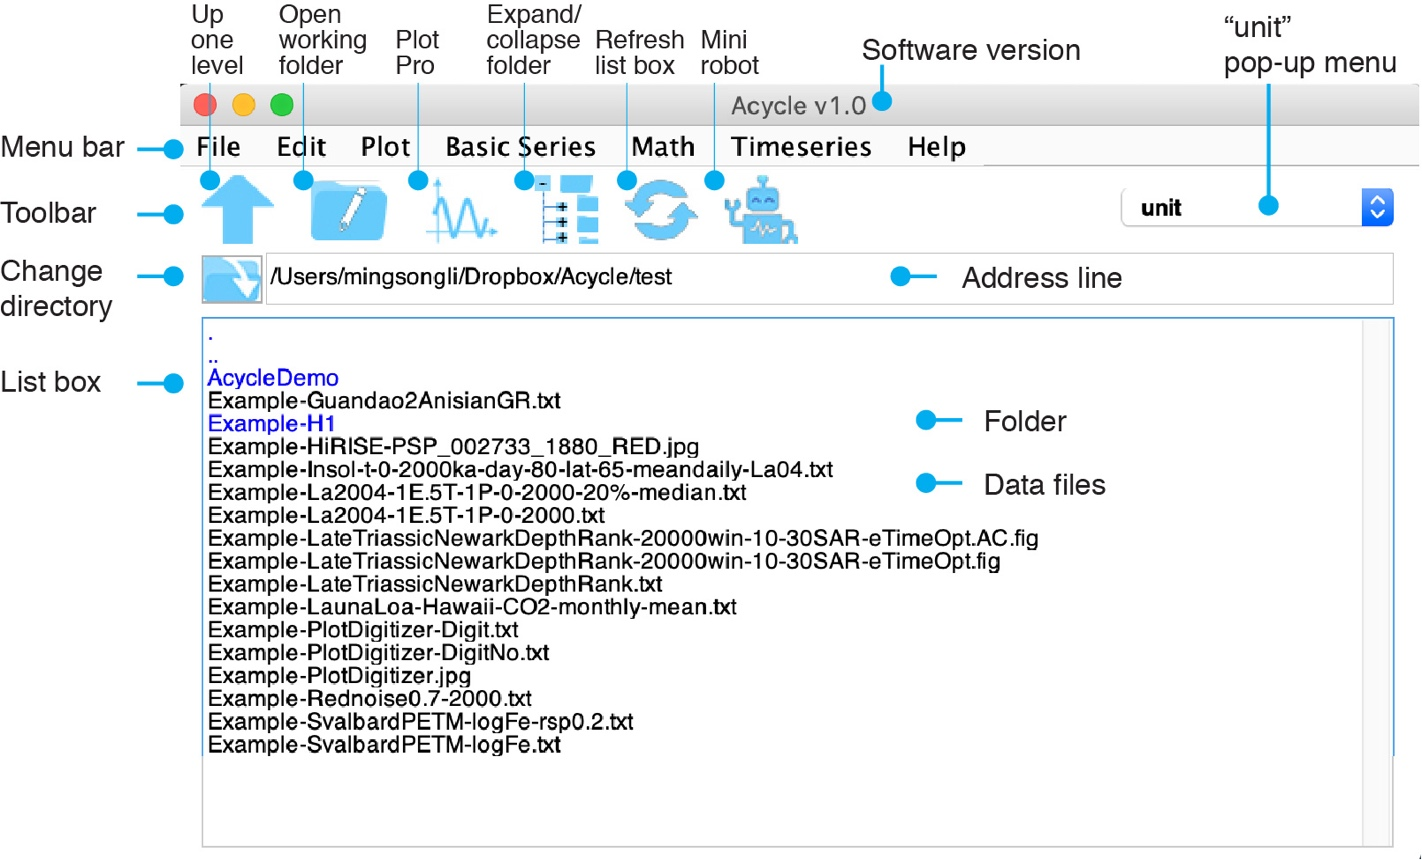 Up
one
level
Open
working
folder
Plot
Pro
Expand/
collapse
folder
Refresh
list box
Mini
robot
Software version
"unit"
pop-up menu
Acycle v1.0
Menu bar
File Edit Plot Basic Series Math Timeseries Help
Toolbar
unit
Change
directory
/Users/mingsongli/Dropbox/Acycle/test
Address line
List box
.
..
AcycleDemo
Example-Guandao2AnisianGR.txt
Example-H1
Example-HiRISE-PSP_002733_1880_RED.jpg
Example-Insol-t-0-2000ka-day-80-lat-65-meandaily-La04.txt
Example-La2004-1E.5T-1P-0-2000-20%-median.txt
Example-La2004-1E.5T-1P-0-2000.txt
Example-LateTriassicNewarkDepthRank-20000win-10-30SAR-eTimeOpt.AC.fig
Example-LateTriassicNewarkDepthRank-20000win-10-30SAR-eTimeOpt.fig
Example-LateTriassicNewarkDepthRank.txt
Example-LaunaLoa-Hawaii-CO2-monthly-mean.txt
Example-PlotDigitizer-Digit.txt
Example-PlotDigitizer-DigitNo.txt
Example-PlotDigitizer.jpg
Example-Rednoise0.7-2000.txt
Example-SvalbardPETM-logFe-rsp0.2.txt
Example-SvalbardPETM-logFe.txt
Folder
Data files